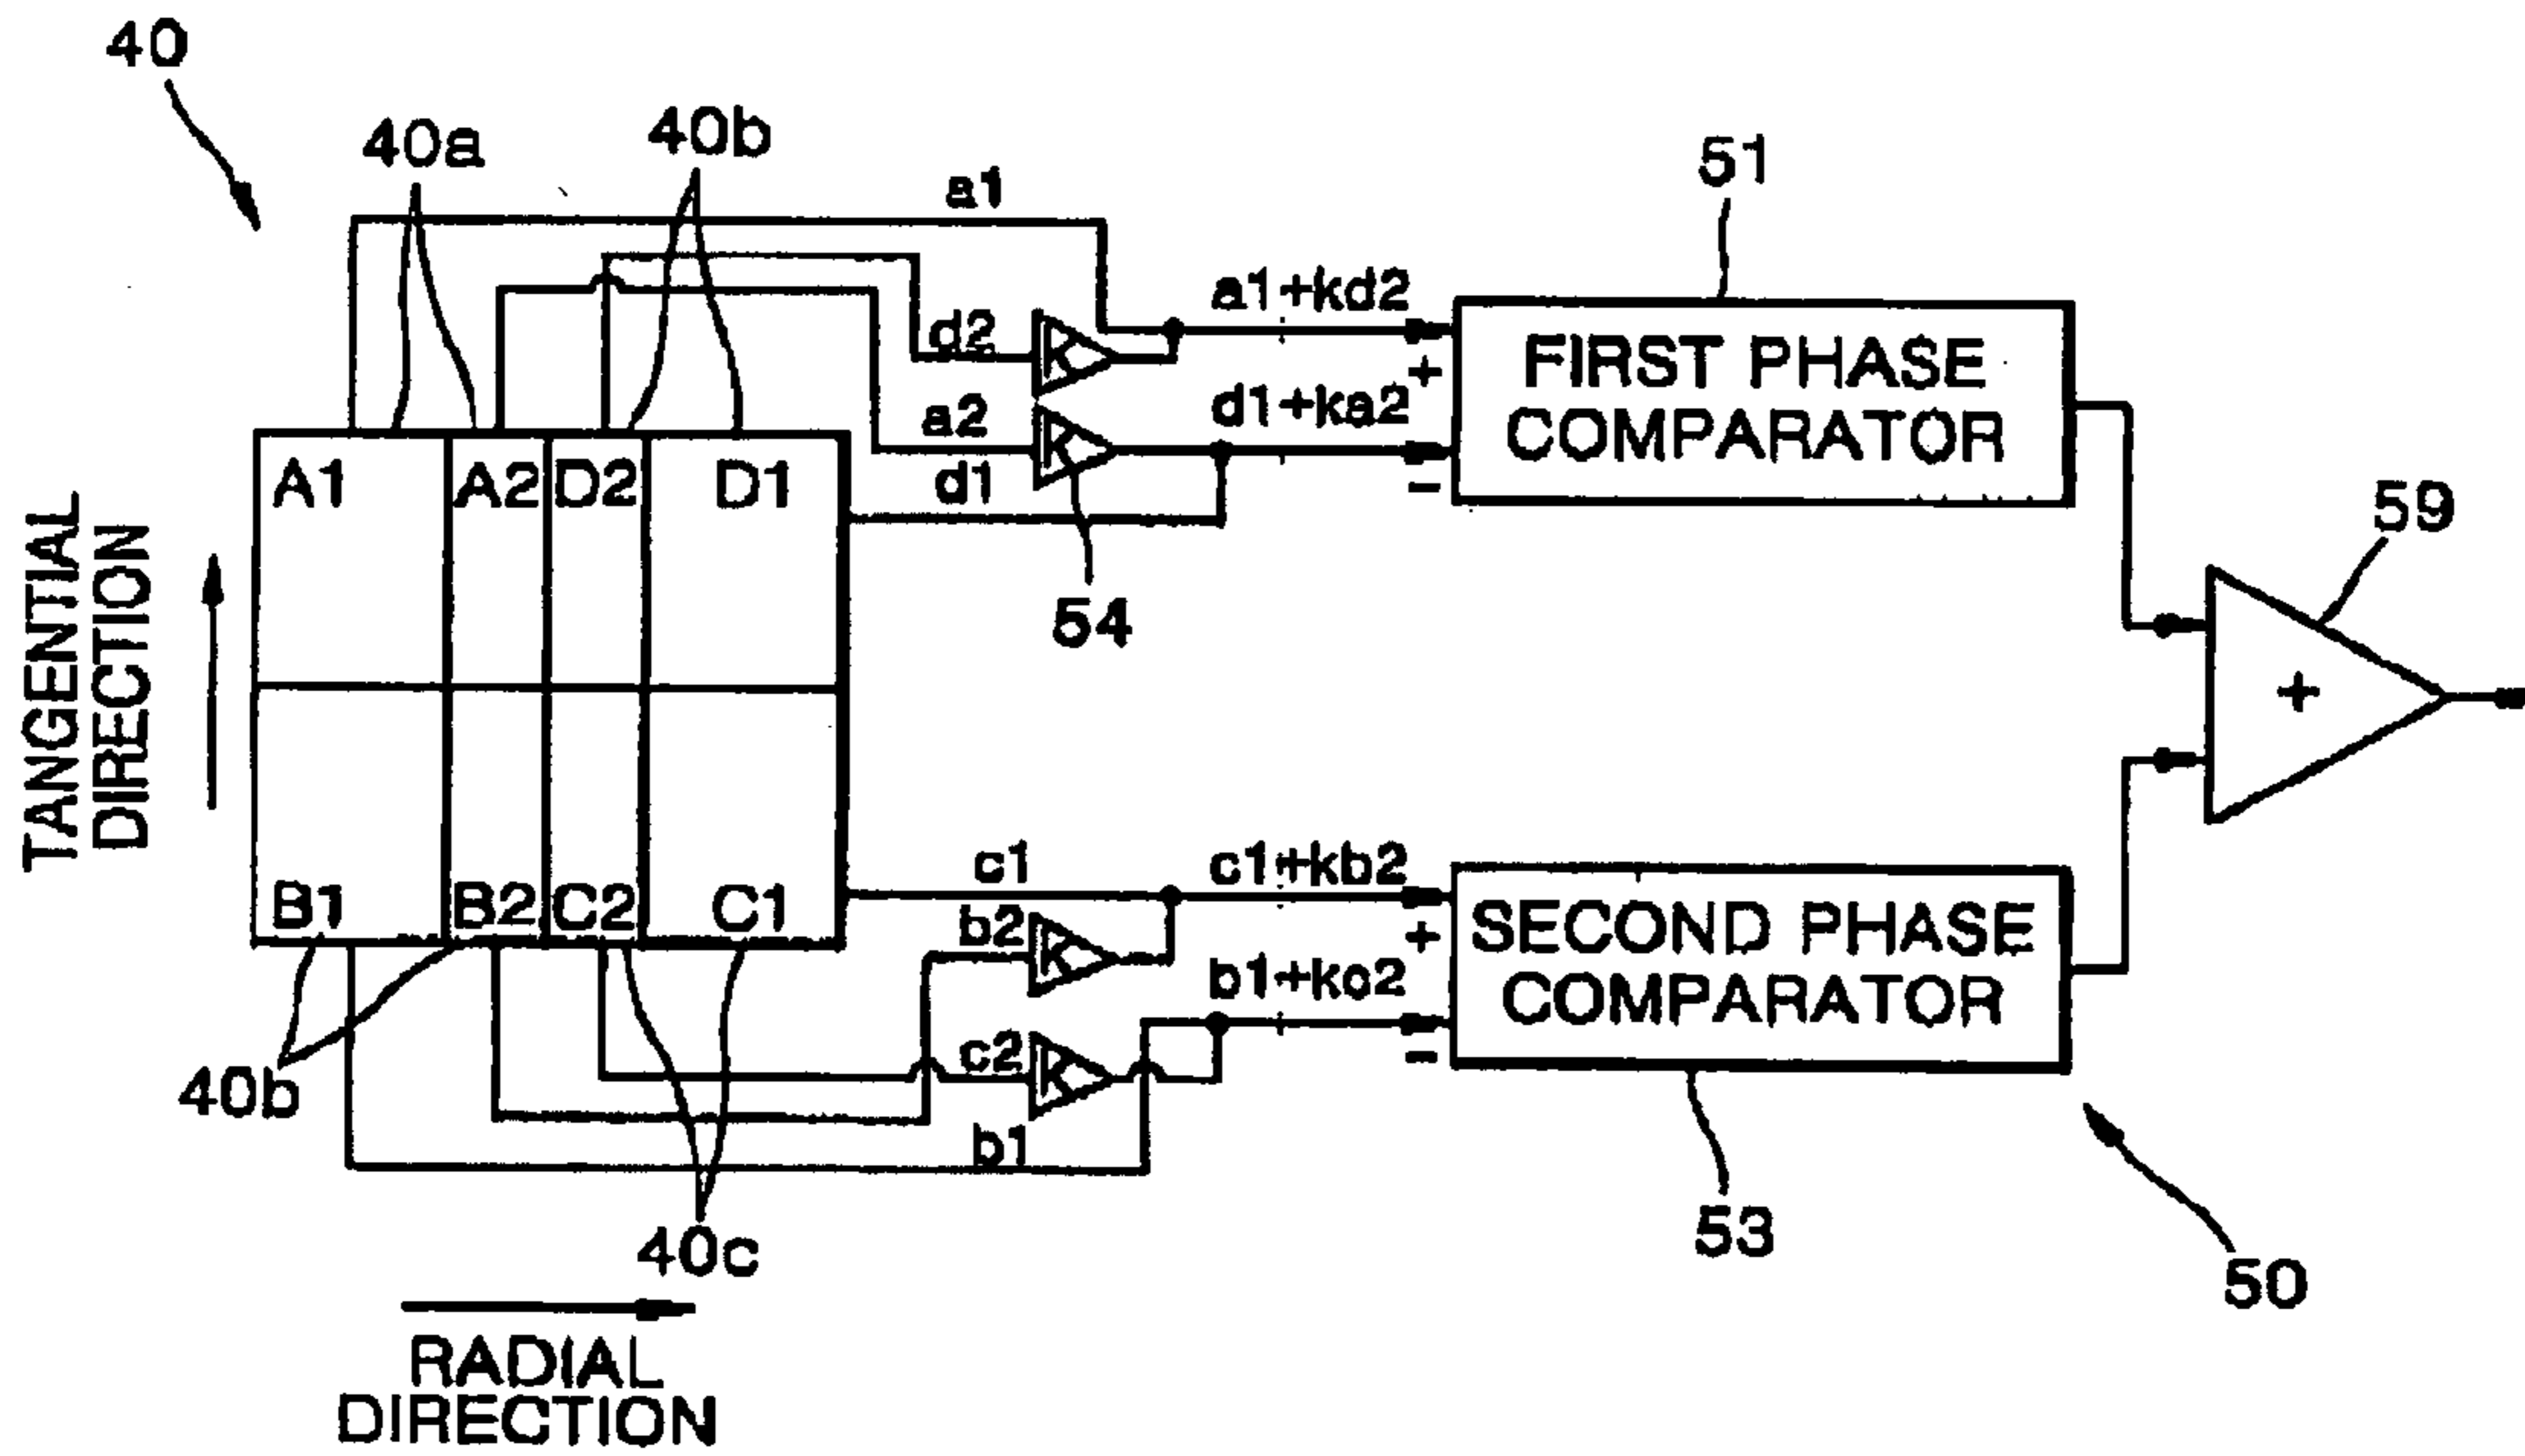 40
40a
40b
a1
51
a1+kd2
d2
K
+
FIRST PHASE
COMPARATOR
a2
d1+ka2
K
−
d1
A1
A2
D2
D1
54
59
TANGENTIAL
DIRECTION
+
B1
B2
C2
C1
c1
c1+kb2
b2
K
+
SECOND PHASE
COMPARATOR
b1+kc2
c2
K
−
b1
40b
40c
53
50
RADIAL
DIRECTION